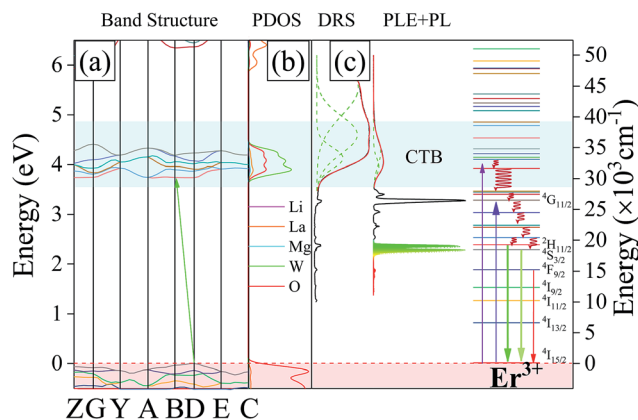 Band Structure PDOS DRS PLE+PL
(a) (b) (c)
6
5
4
3
2
1
0
Energy (eV)
CTB
Li
La
Mg
W
O
50
45
40
35
30
25
20
15
10
5
0
Energy (×10³cm⁻¹)
⁴G₁₁/₂
²H₁₁/₂
⁴S₃/₂
⁴F₉/₂
⁴I₉/₂
⁴I₁₁/₂
⁴I₁₃/₂
⁴I₁₅/₂
Er³⁺
Z G Y A B D E C